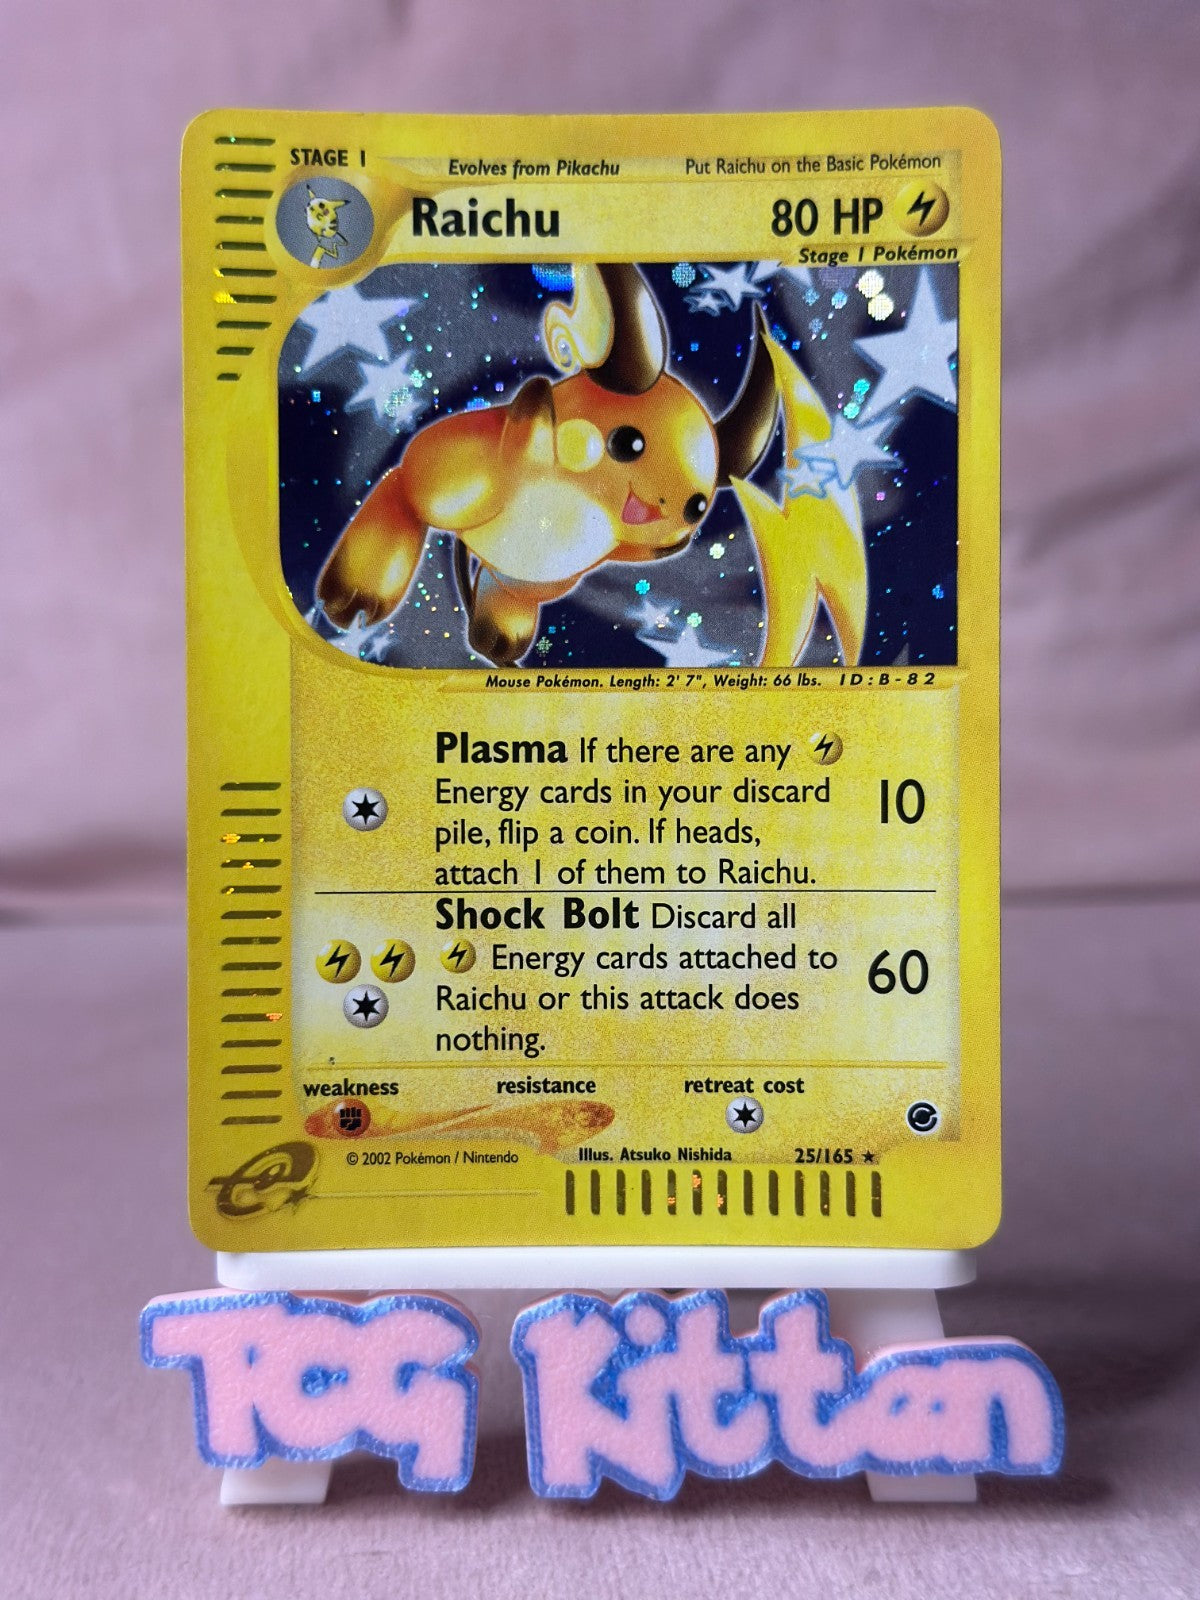 STAGE 1
Evolves from Pikachu
Put Raichu on the Basic Pokémon
Raichu
80 HP
Stage 1 Pokémon
Mouse Pokémon. Length: 2' 7", Weight: 66 lbs. ID:B-82
Plasma If there are any
Energy cards in your discard
pile, flip a coin. If heads,
attach 1 of them to Raichu.
10
Shock Bolt Discard all
Energy cards attached to
Raichu or this attack does
nothing.
60
weakness
resistance
retreat cost
© 2002 Pokémon / Nintendo
Illus. Atsuko Nishida
25/165 ★
e
TCG Kitten